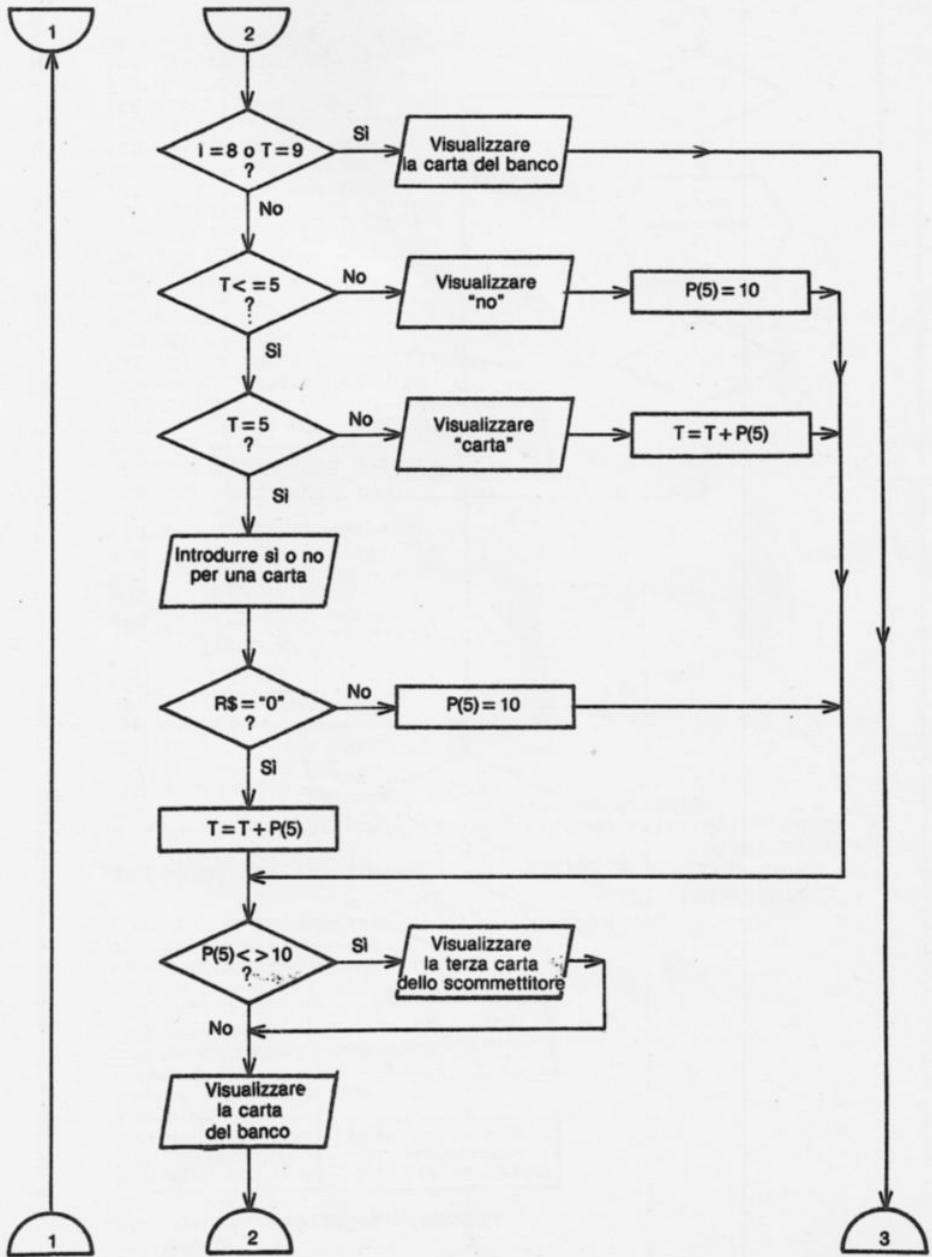 1
2
ì = 8 o T = 9
?
Sì
Visualizzare
la carta del banco
No
T < = 5
?
No
Visualizzare
"no"
P(5) = 10
Sì
T = 5
?
No
Visualizzare
"carta"
T = T + P(5)
Sì
Introdurre sì o no
per una carta
R$ = "0"
?
No
P(5) = 10
Sì
T = T + P(5)
P(5) < > 10
?
Sì
Visualizzare
la terza carta
dello scommettitore
No
Visualizzare
la carta
del banco
1
2
3